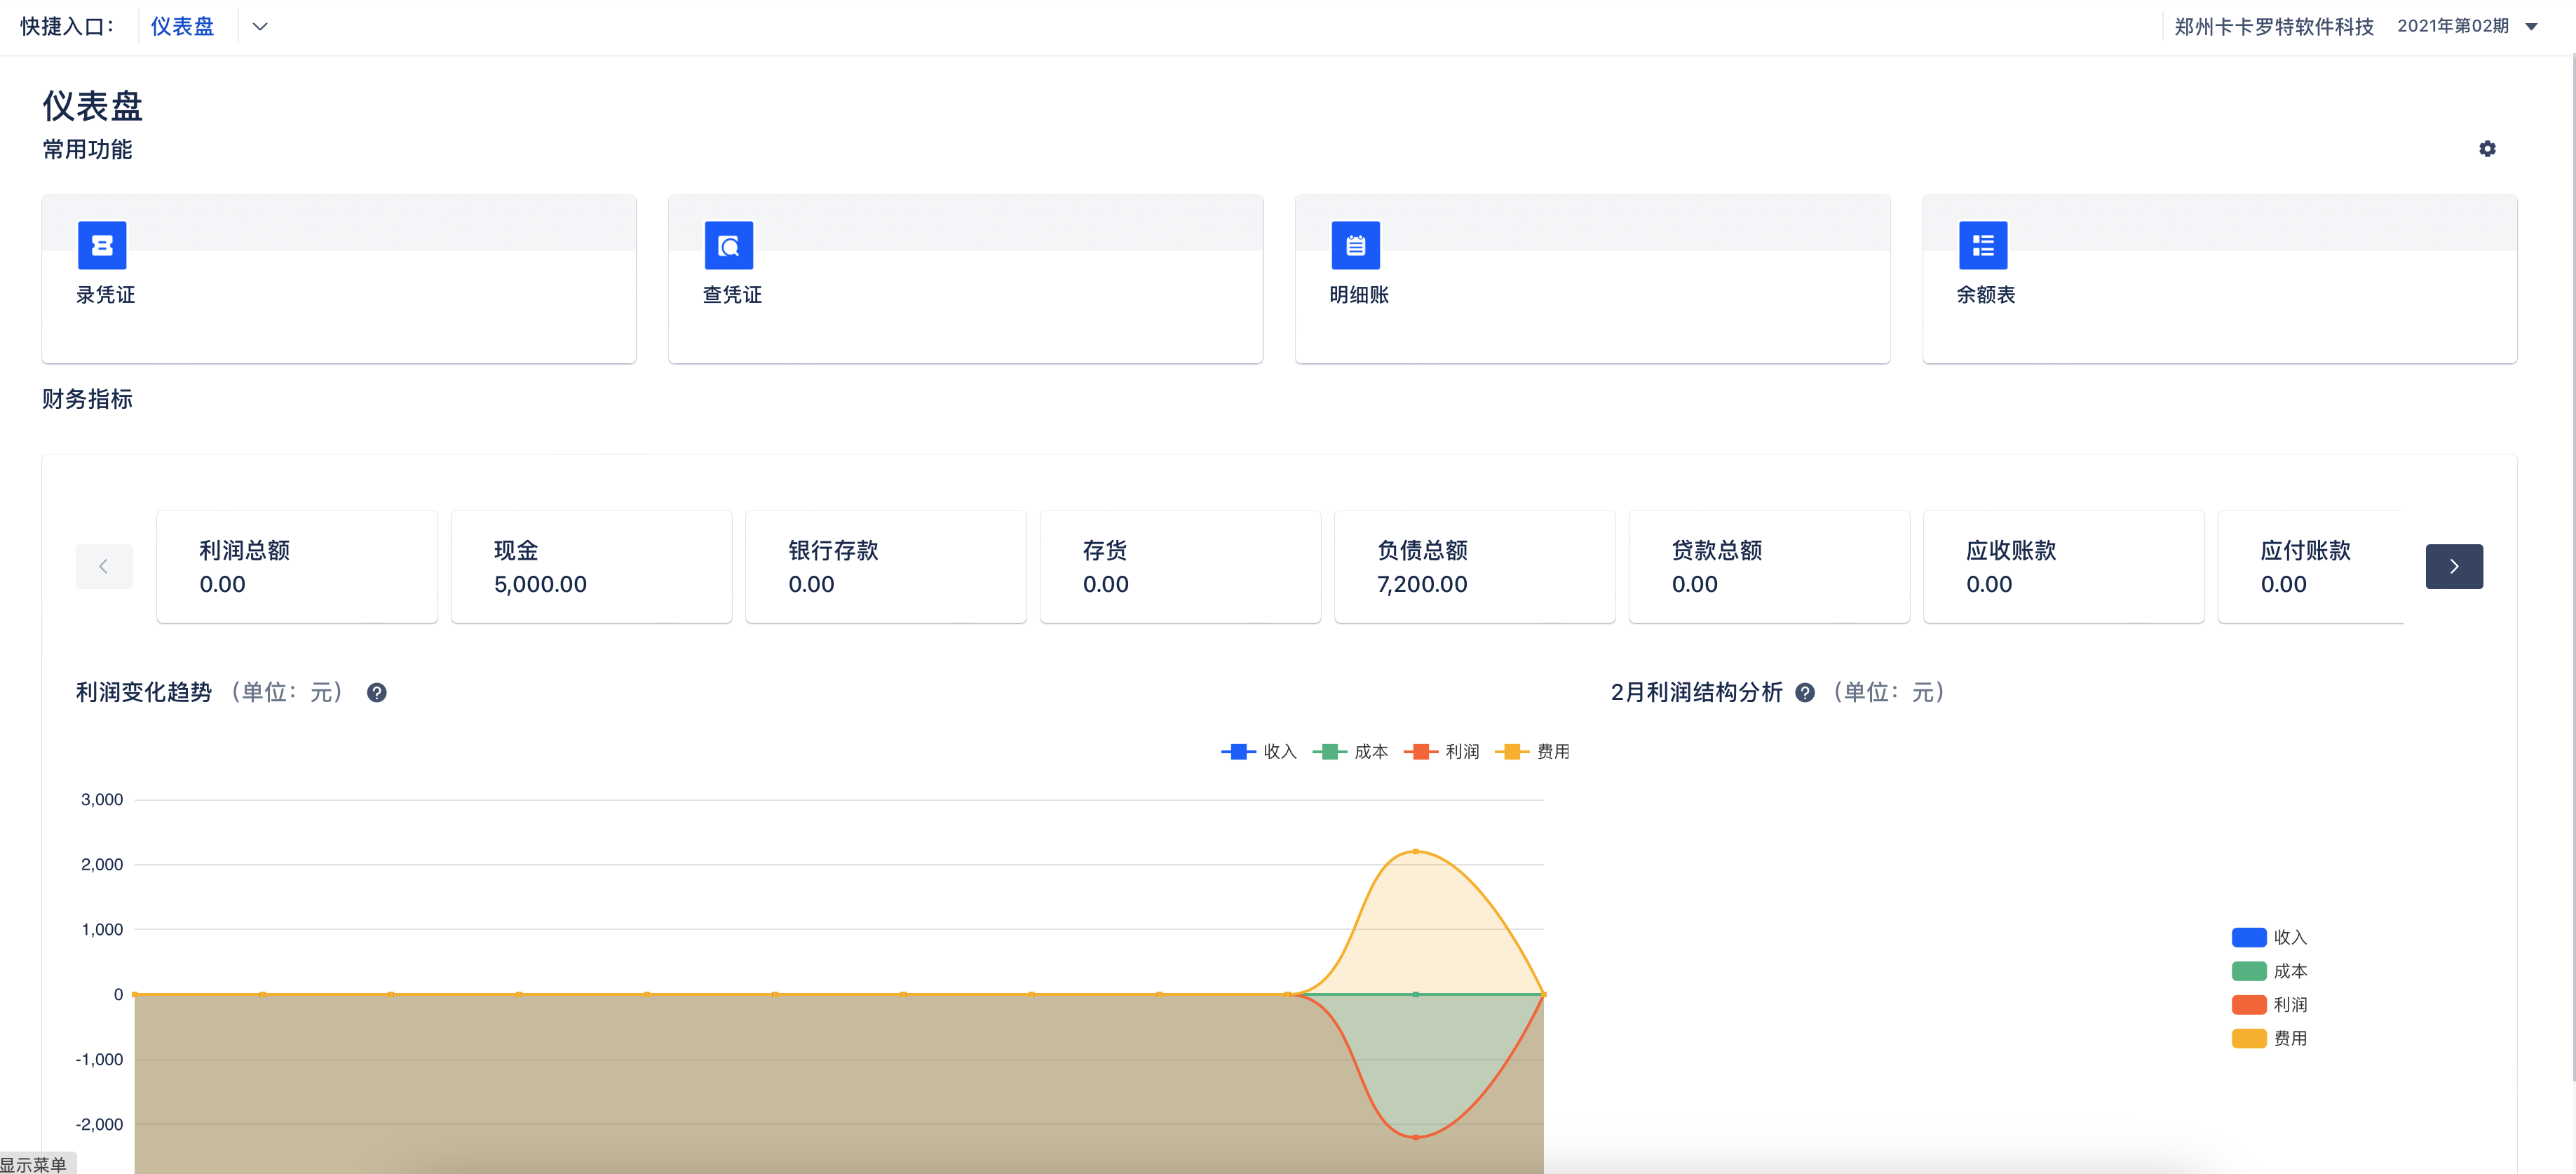 快捷入口： 仪表盘 郑州卡卡罗特软件科技 2021年第02期
仪表盘
常用功能
录凭证 查凭证 明细账 余额表
财务指标
利润总额 现金 银行存款 存货 负债总额 贷款总额 应收账款 应付账款
0.00 5,000.00 0.00 0.00 7,200.00 0.00 0.00 0.00
利润变化趋势 （单位：元） 2月利润结构分析 （单位：元）
收入 成本 利润 费用
3,000
2,000
1,000
0
-1,000
-2,000
收入
成本
利润
费用
显示菜单